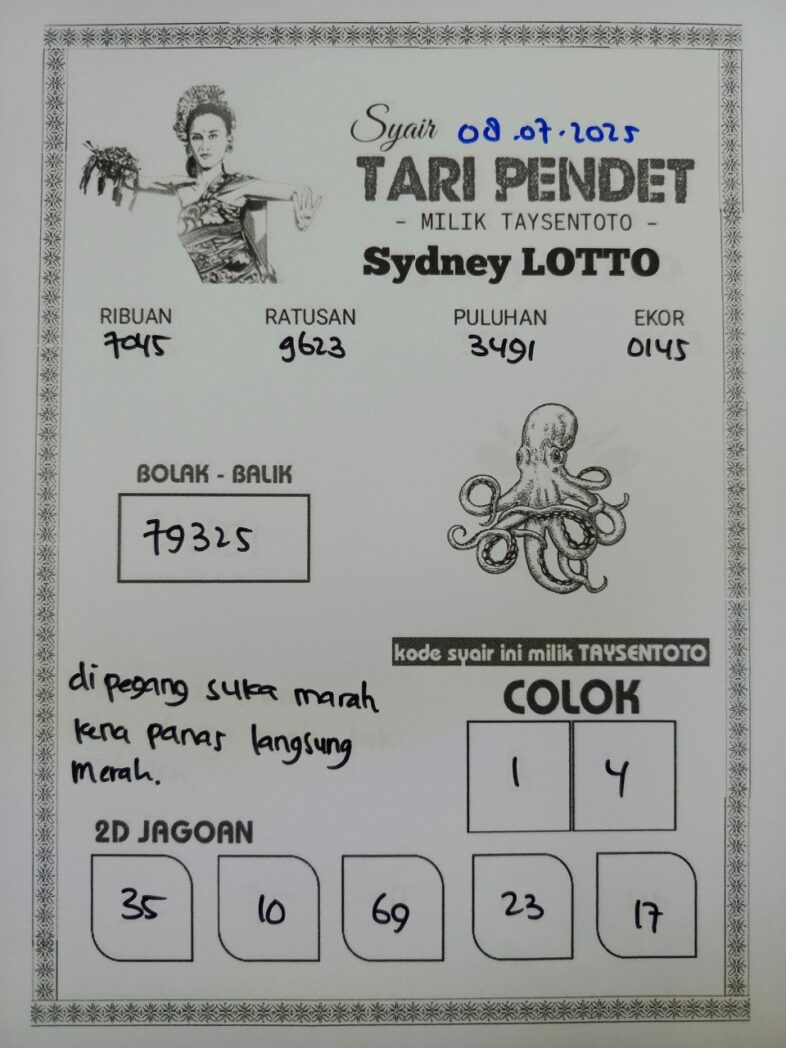 Syair 08.07.2025
TARI PENDET
- MILIK TAYSENTOTO -
Sydney LOTTO
RIBUAN RATUSAN PULUHAN EKOR
7045 9623 3491 0145
BOLAK - BALIK
79325
kode syair ini milik TAYSENTOTO
di pegang suka marah
kena panas langsung
merah.
COLOK
1 4
2D JAGOAN
35 10 69 23 17